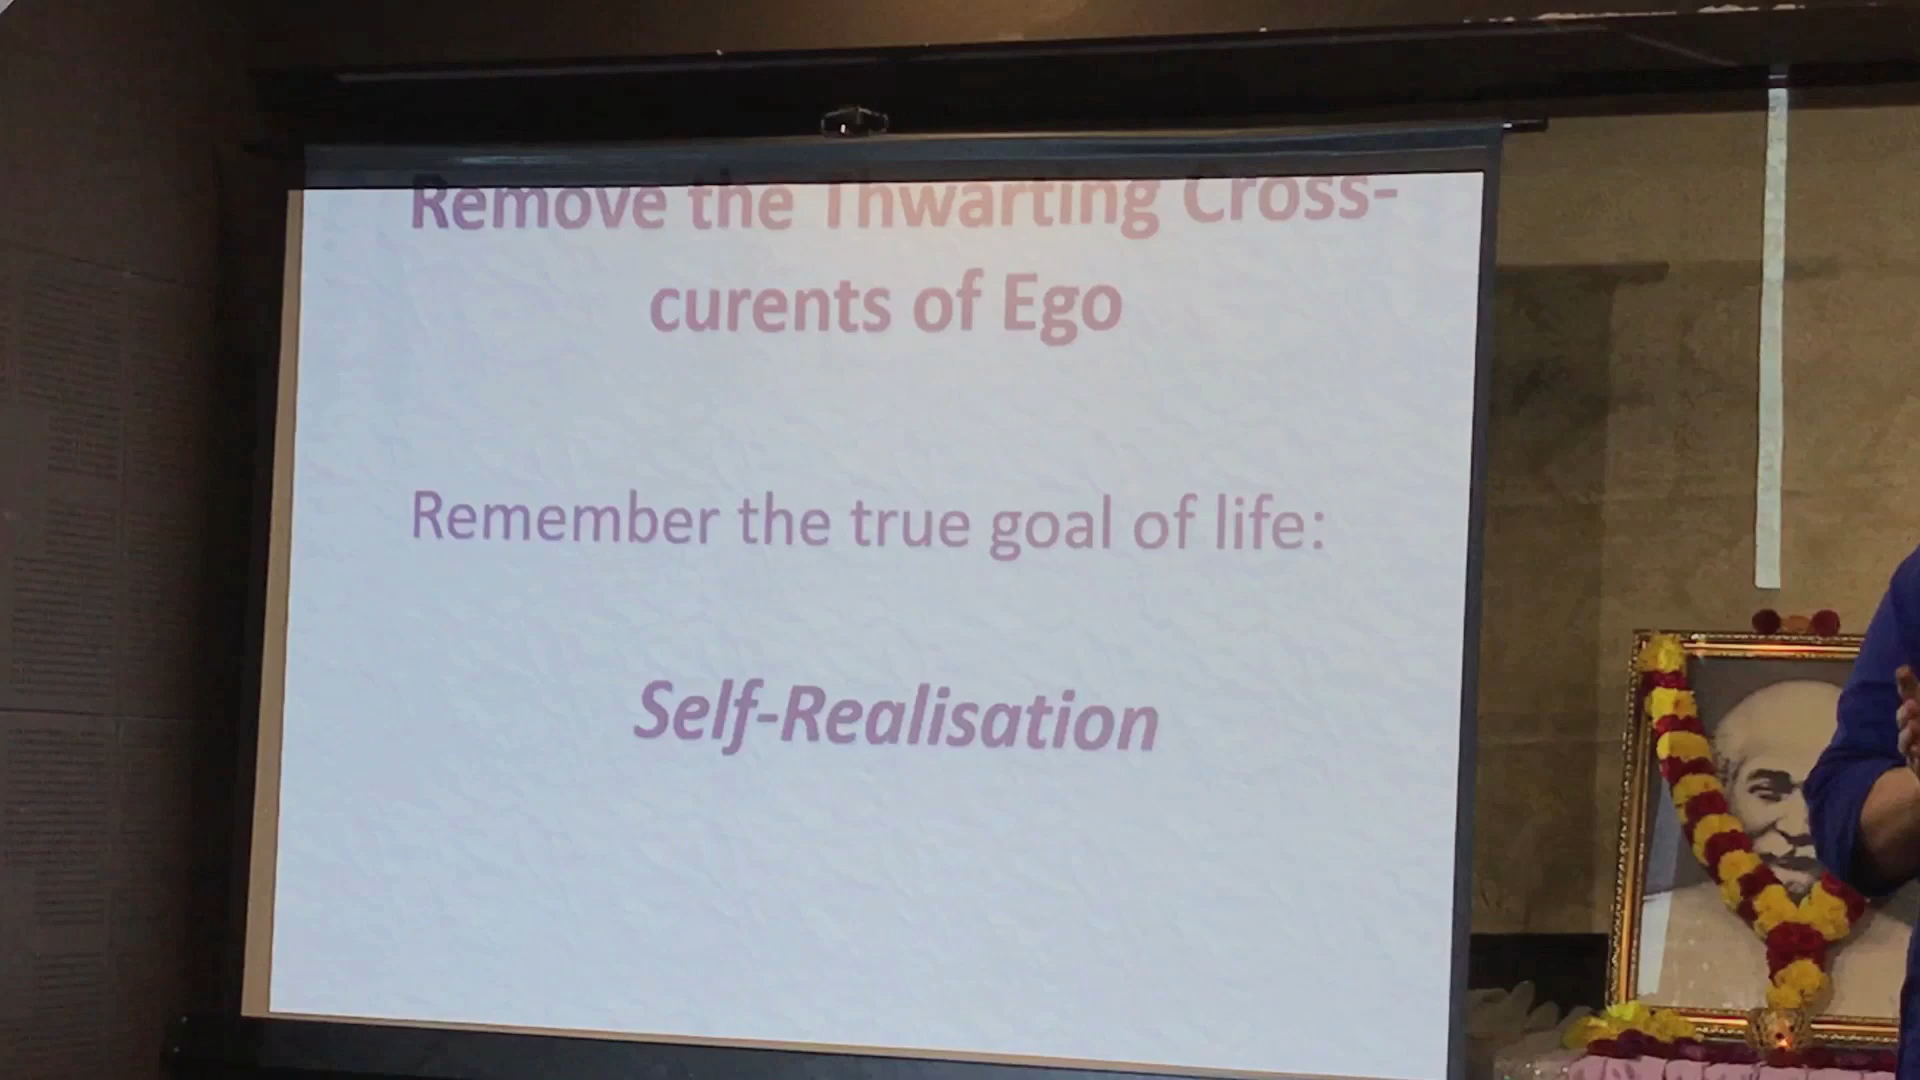 Remove the Thwarting Cross-
curents of Ego
Remember the true goal of life:
Self-Realisation